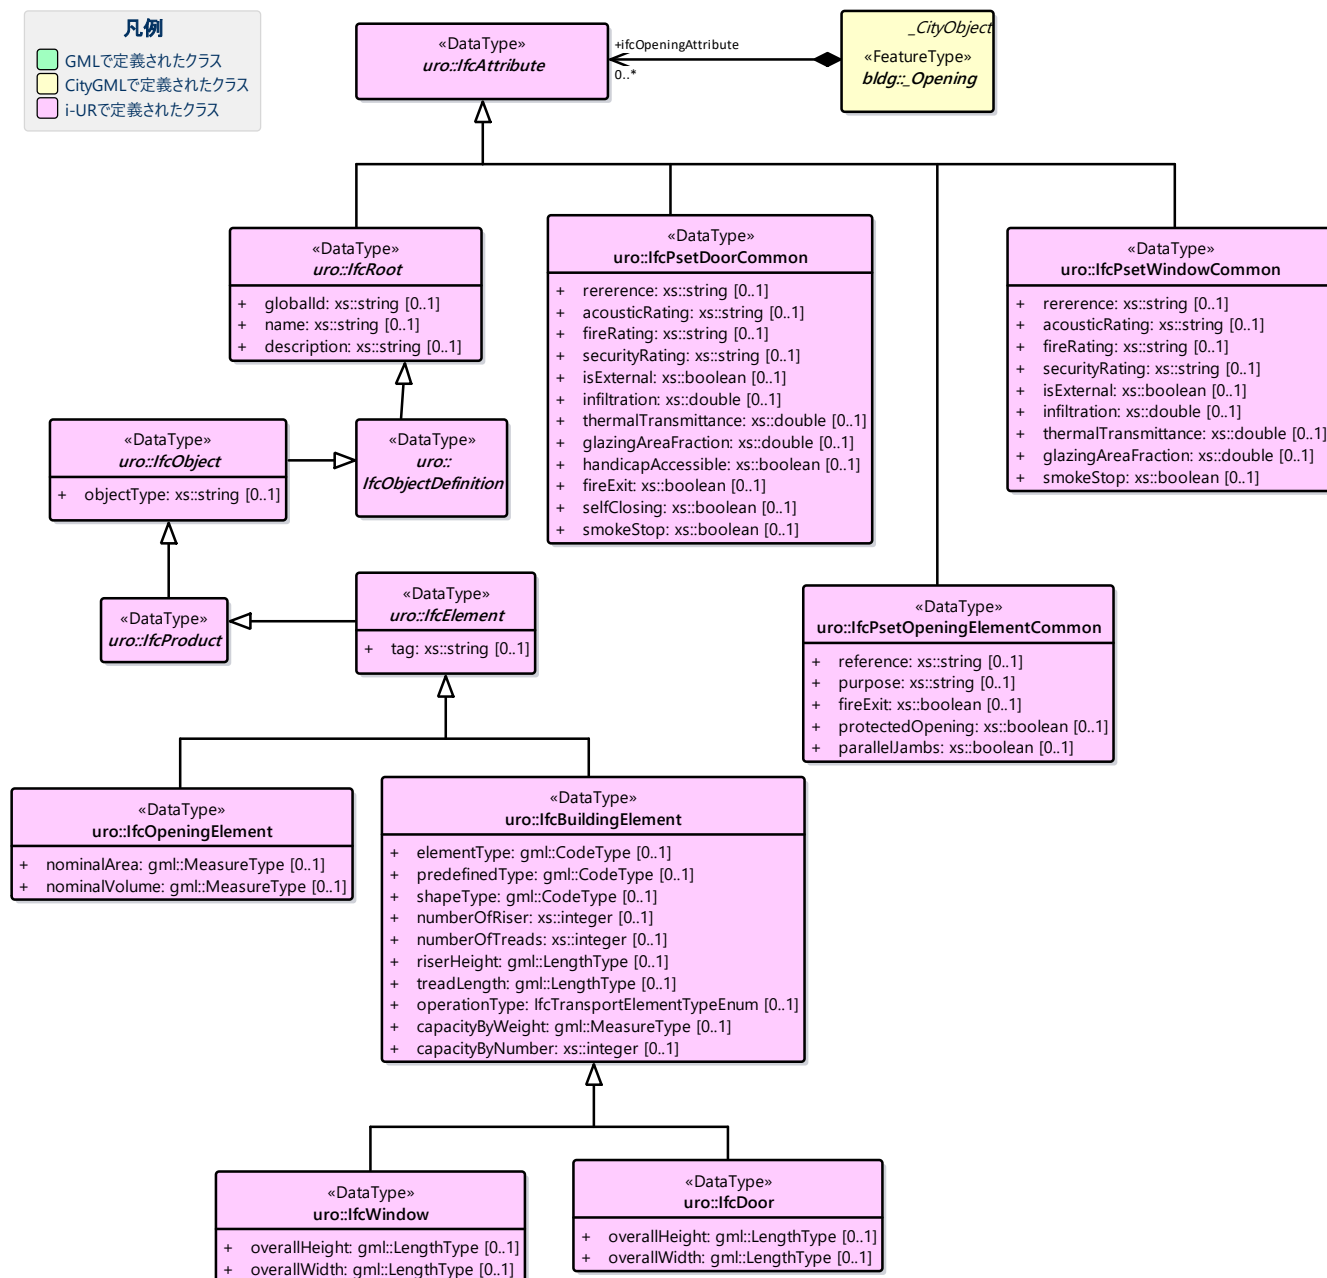 凡例
GMLで定義されたクラス
CityGMLで定義されたクラス
i-URで定義されたクラス
«DataType»
uro::IfcAttribute
+ifcOpeningAttribute
0..*
_CityObject
«FeatureType»
bldg::_Opening
«DataType»
uro::IfcRoot
+ globalId: xs::string [0..1]
+ name: xs::string [0..1]
+ description: xs::string [0..1]
«DataType»
uro::IfcPsetDoorCommon
+ rererence: xs::string [0..1]
+ acousticRating: xs::string [0..1]
+ fireRating: xs::string [0..1]
+ securityRating: xs::string [0..1]
+ isExternal: xs::boolean [0..1]
+ infiltration: xs::double [0..1]
+ thermalTransmittance: xs::double [0..1]
+ glazingAreaFraction: xs::double [0..1]
+ handicapAccessible: xs::boolean [0..1]
+ fireExit: xs::boolean [0..1]
+ selfClosing: xs::boolean [0..1]
+ smokeStop: xs::boolean [0..1]
«DataType»
uro::IfcPsetWindowCommon
+ rererence: xs::string [0..1]
+ acousticRating: xs::string [0..1]
+ fireRating: xs::string [0..1]
+ securityRating: xs::string [0..1]
+ isExternal: xs::boolean [0..1]
+ infiltration: xs::double [0..1]
+ thermalTransmittance: xs::double [0..1]
+ glazingAreaFraction: xs::double [0..1]
+ smokeStop: xs::boolean [0..1]
«DataType»
uro::IfcObject
+ objectType: xs::string [0..1]
«DataType»
uro::
IfcObjectDefinition
«DataType»
uro::IfcProduct
«DataType»
uro::IfcElement
+ tag: xs::string [0..1]
«DataType»
uro::IfcPsetOpeningElementCommon
+ reference: xs::string [0..1]
+ purpose: xs::string [0..1]
+ fireExit: xs::boolean [0..1]
+ protectedOpening: xs::boolean [0..1]
+ parallelJambs: xs::boolean [0..1]
«DataType»
uro::IfcOpeningElement
+ nominalArea: gml::MeasureType [0..1]
+ nominalVolume: gml::MeasureType [0..1]
«DataType»
uro::IfcBuildingElement
+ elementType: gml::CodeType [0..1]
+ predefinedType: gml::CodeType [0..1]
+ shapeType: gml::CodeType [0..1]
+ numberOfRiser: xs::integer [0..1]
+ numberOfTreads: xs::integer [0..1]
+ riserHeight: gml::LengthType [0..1]
+ treadLength: gml::LengthType [0..1]
+ operationType: IfcTransportElementTypeEnum [0..1]
+ capacityByWeight: gml::MeasureType [0..1]
+ capacityByNumber: xs::integer [0..1]
«DataType»
uro::IfcWindow
+ overallHeight: gml::LengthType [0..1]
+ overallWidth: gml::LengthType [0..1]
«DataType»
uro::IfcDoor
+ overallHeight: gml::LengthType [0..1]
+ overallWidth: gml::LengthType [0..1]